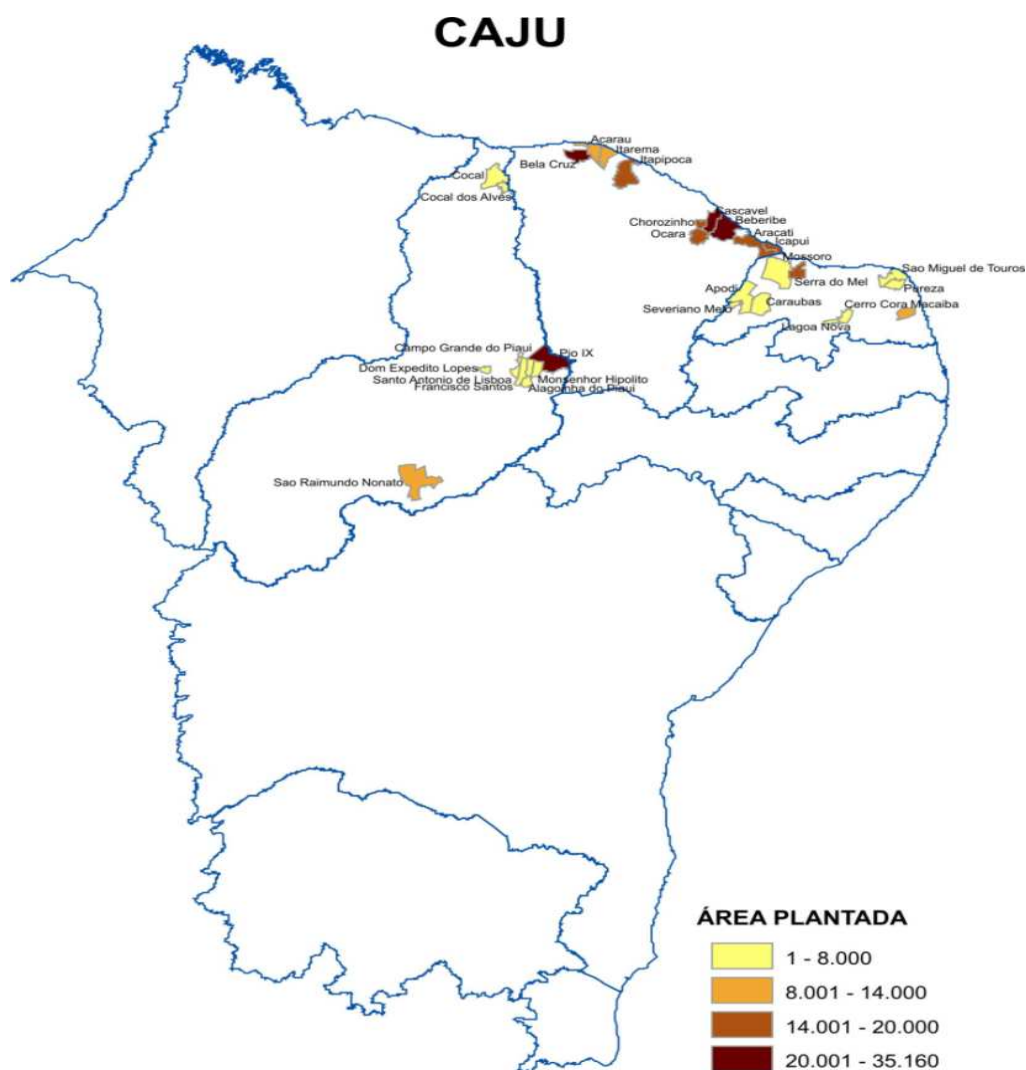 CAJU
Acarau
Itarema
Itapipoca
Bela Cruz
Cocal
Cocal dos Alves
Cascavel
Chorozinho
Beberibe
Ocara
Aracati
Icapui
Mossoro
Sao Miguel de Touros
Serra do Mel
Pureza
Apodi
Caraubas
Severiano Melo
Cerro Cora
Macaiba
Lagoa Nova
Campo Grande do Piaui
Pio IX
Dom Expedito Lopes
Santo Antonio de Lisboa
Monsenhor Hipolito
Francisco Santos
Alagoinha do Piaui
Sao Raimundo Nonato
ÁREA PLANTADA
1 - 8.000
8.001 - 14.000
14.001 - 20.000
20.001 - 35.160